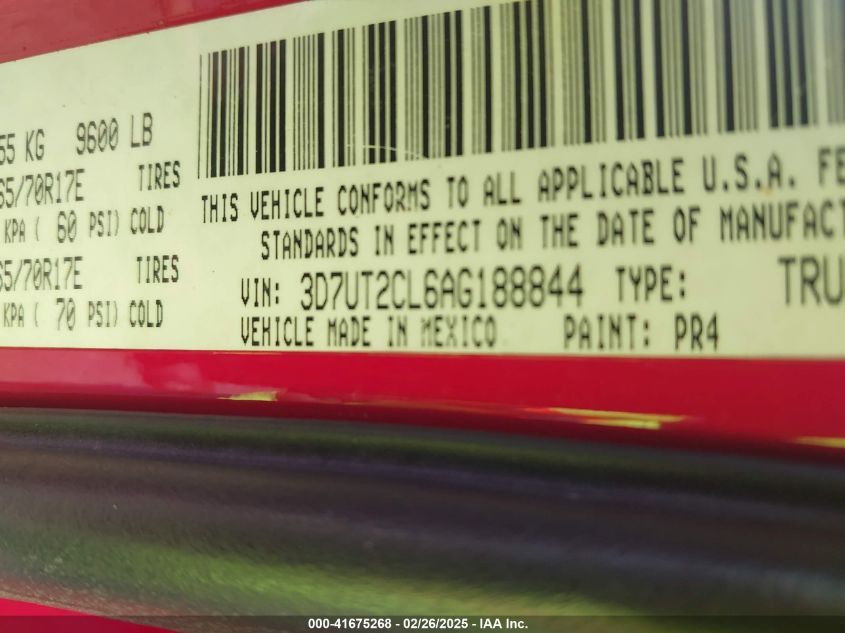 55 KG 9600 LB
65/70R17E TIRES
KPA ( 60 PSI) COLD
65/70R17E TIRES
KPA ( 70 PSI) COLD
THIS VEHICLE CONFORMS TO ALL APPLICABLE U.S.A. FE
STANDARDS IN EFFECT ON THE DATE OF MANUFACT
VIN: 3D7UT2CL6AG188844 TYPE: TRU
VEHICLE MADE IN MEXICO PAINT: PR4
000-41675268 - 02/26/2025 - IAA Inc.